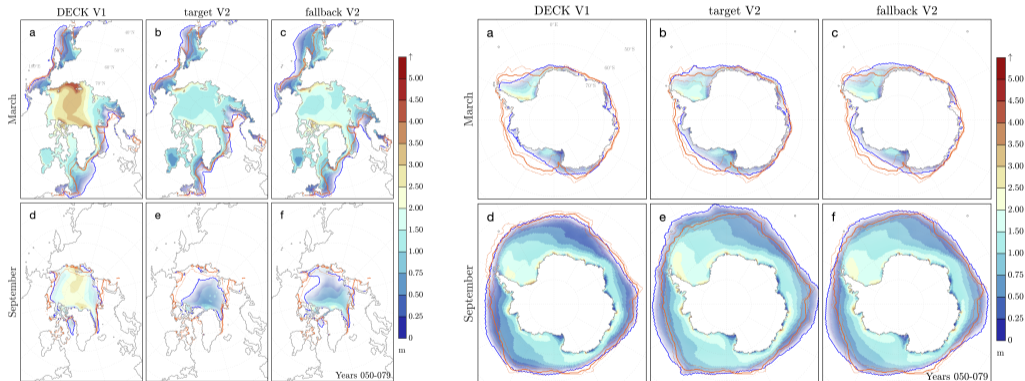 DECK V1
target V2
fallback V2
March
a
b
c
September
d
e
f
Years 050-079
↑
5.00
4.50
4.00
3.50
3.00
2.50
2.00
1.50
1.00
0.75
0.50
0.25
0
m
DECK V1
target V2
fallback V2
March
a
b
c
September
d
e
f
Years 050-079
↑
5.00
4.50
4.00
3.50
3.00
2.50
2.00
1.50
1.00
0.75
0.50
0.25
0
m